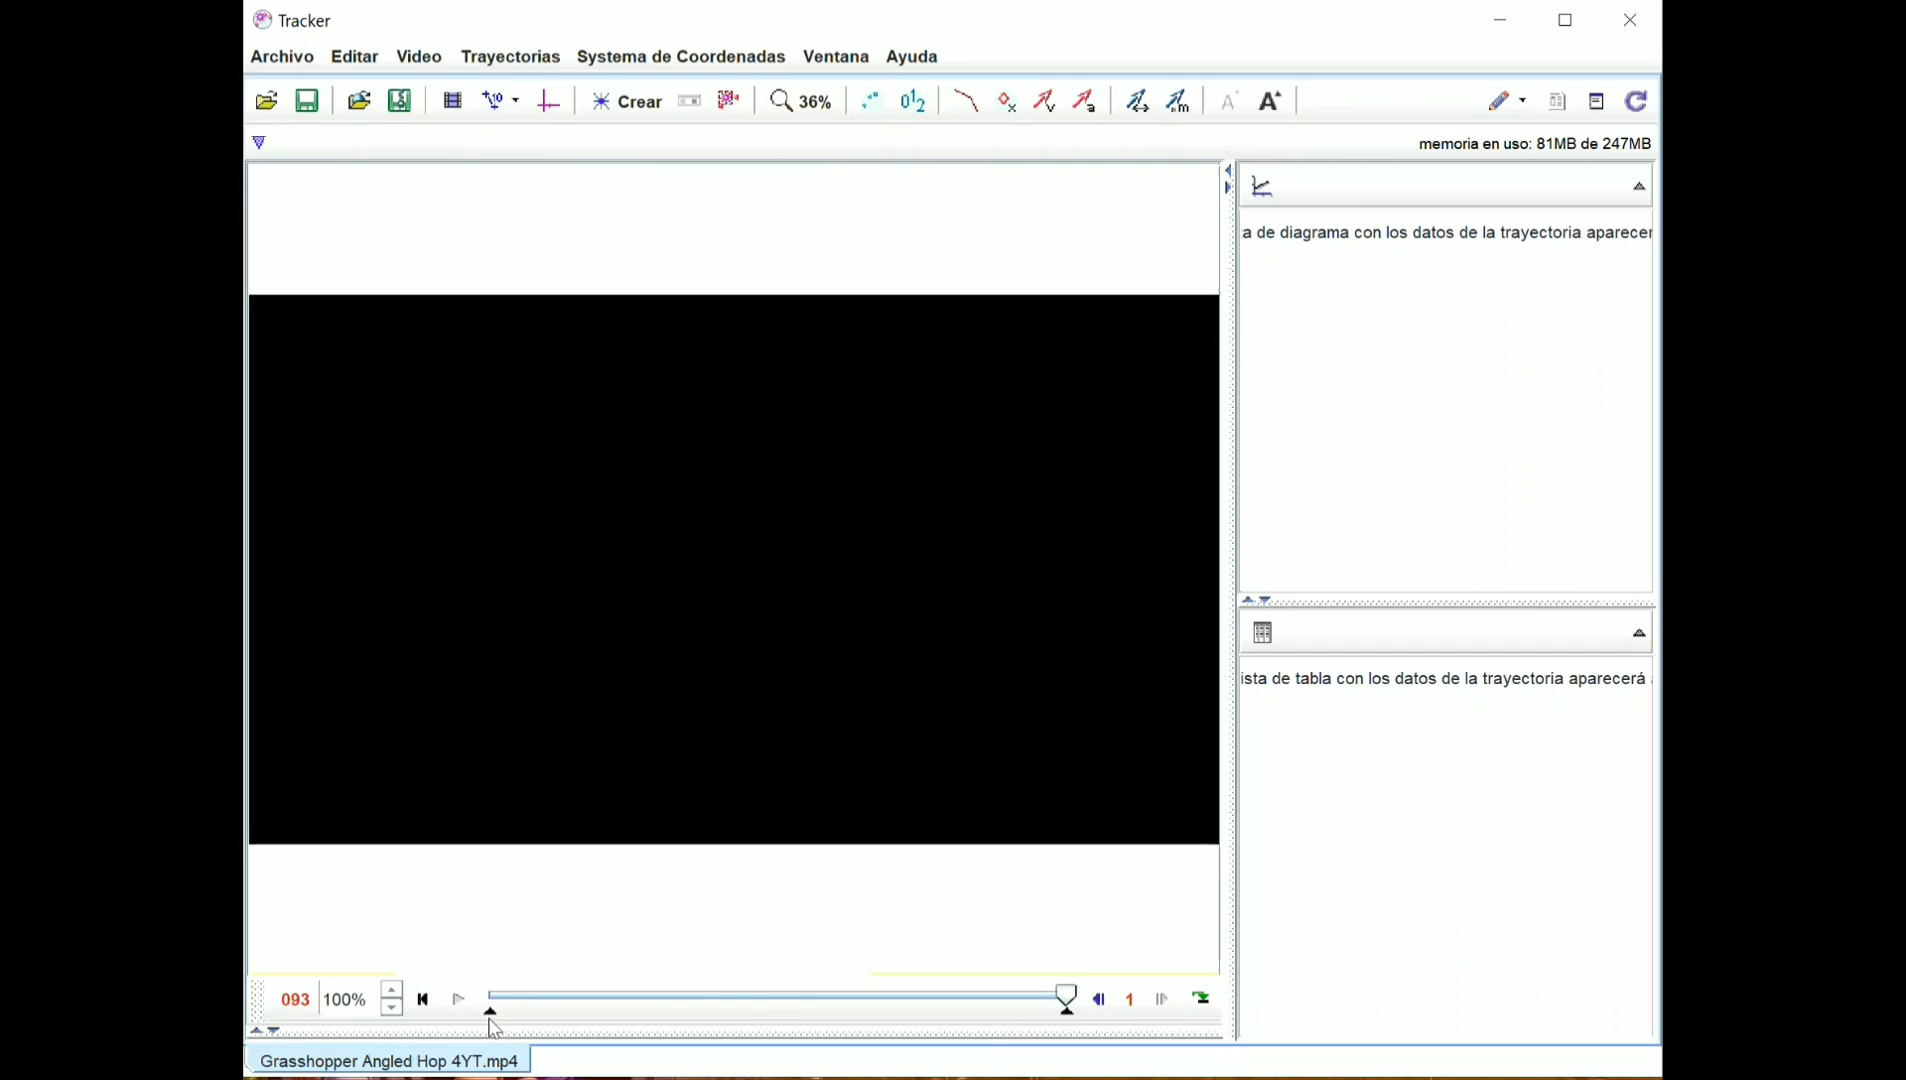 Tracker
Archivo Editar Video Trayectorias Systema de Coordenadas Ventana Ayuda
Crear 36%
memoria en uso: 81MB de 247MB
a de diagrama con los datos de la trayectoria aparecer
ista de tabla con los datos de la trayectoria aparecerá
093 100% 1
Grasshopper Angled Hop 4YT.mp4